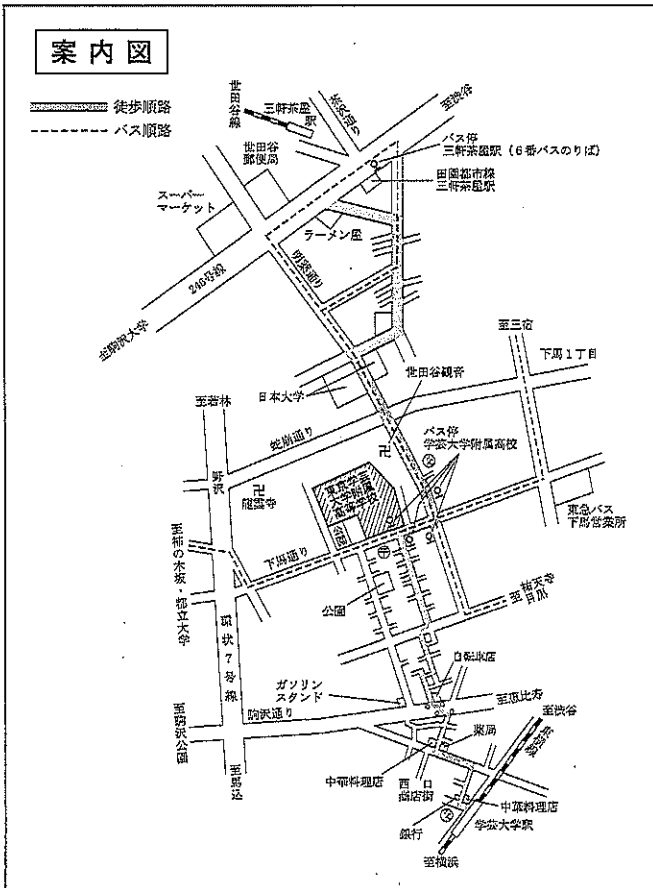 案内図
徒歩順路
バス順路
世田谷線
三軒茶屋駅
茶沢通り
至渋谷
バス停
三軒茶屋駅（6番バスのりば）
田園都市線
三軒茶屋駅
世田谷
郵便局
スーパー
マーケット
ラーメン屋
明薬通り
246号線
至駒沢大学
至三宿
下馬1丁目
世田谷観音
日本大学
至若林
蛇崩通り
バス停
学芸大学附属高校
卍
野沢
卍
龍雲寺
東京学芸大学附属高等学校
公園
東急バス
下馬営業所
至柿の木坂・都立大学
下馬通り
公園
至祐天寺
目黒
環状7号線
自転車店
ガソリン
スタンド
至恵比寿
駒沢通り
至渋谷
至駒沢公園
薬局
東横線
至馬込
中華料理店
西口
商店街
中華料理店
学芸大学駅
銀行
至横浜